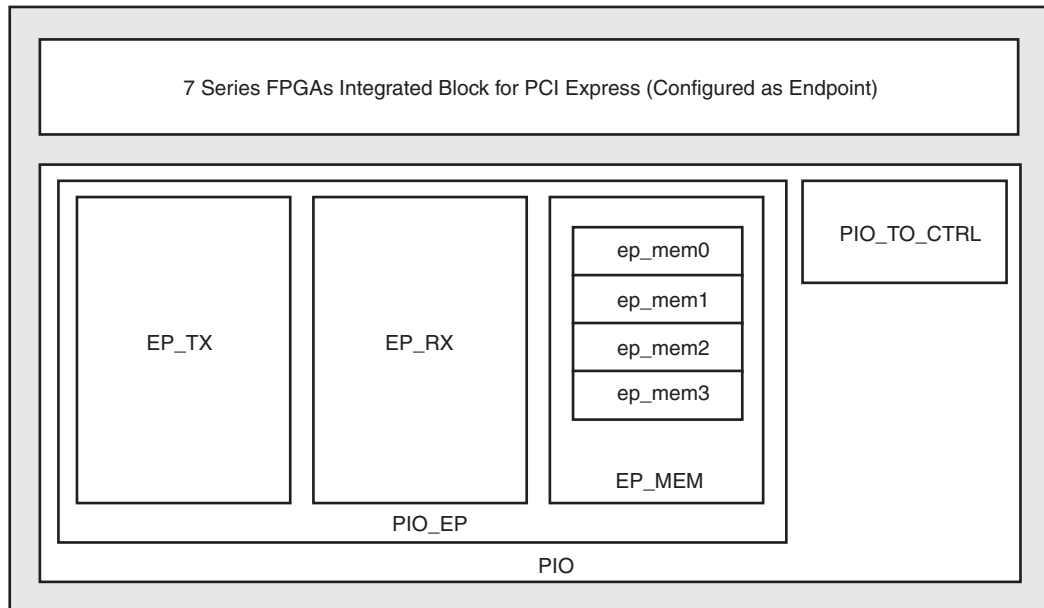 7 Series FPGAs Integrated Block for PCI Express (Configured as Endpoint)
EP_TX
EP_RX
ep_mem0
ep_mem1
ep_mem2
ep_mem3
EP_MEM
PIO_TO_CTRL
PIO_EP
PIO